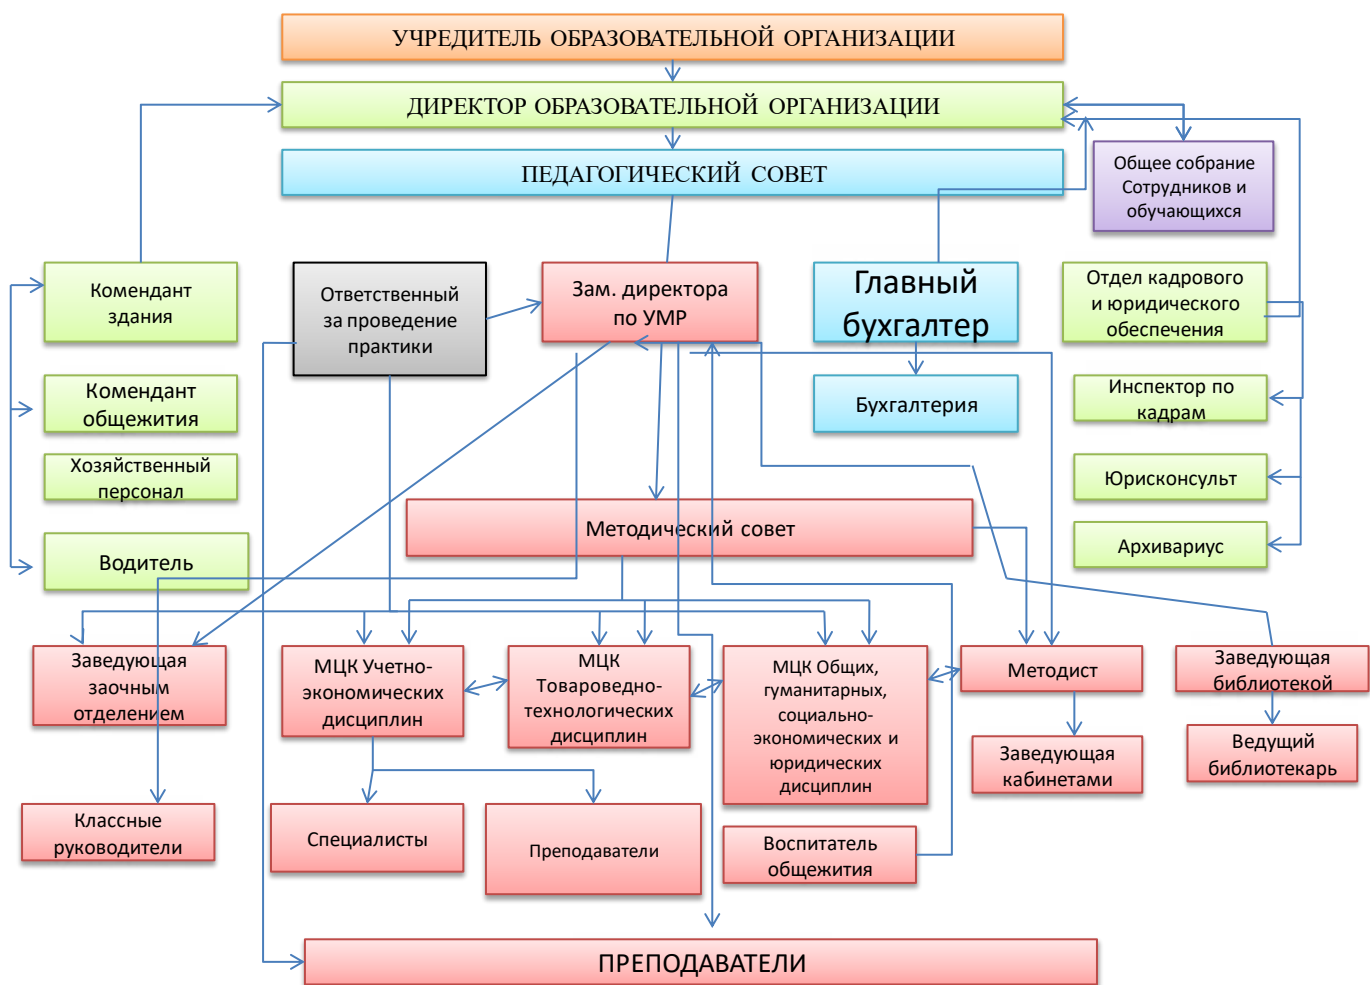 УЧРЕДИТЕЛЬ ОБРАЗОВАТЕЛЬНОЙ ОРГАНИЗАЦИИ
ДИРЕКТОР ОБРАЗОВАТЕЛЬНОЙ ОРГАНИЗАЦИИ
ПЕДАГОГИЧЕСКИЙ СОВЕТ
Общее собрание
Сотрудников и
обучающихся
Комендант
здания
Ответственный
за проведение
практики
Зам. директора
по УМР
Главный
бухгалтер
Отдел кадрового
и юридического
обеспечения
Комендант
общежития
Бухгалтерия
Инспектор по
кадрам
Хозяйственный
персонал
Юрисконсульт
Методический совет
Архивариус
Водитель
Заведующая
заочным
отделением
МЦК Учетно-
экономических
дисциплин
МЦК
Товароведно-
технологических
дисциплин
МЦК Общих,
гуманитарных,
социально-
экономических и
юридических
дисциплин
Методист
Заведующая
библиотекой
Заведующая
кабинетами
Ведущий
библиотекарь
Классные
руководители
Специалисты
Преподаватели
Воспитатель
общежития
ПРЕПОДАВАТЕЛИ